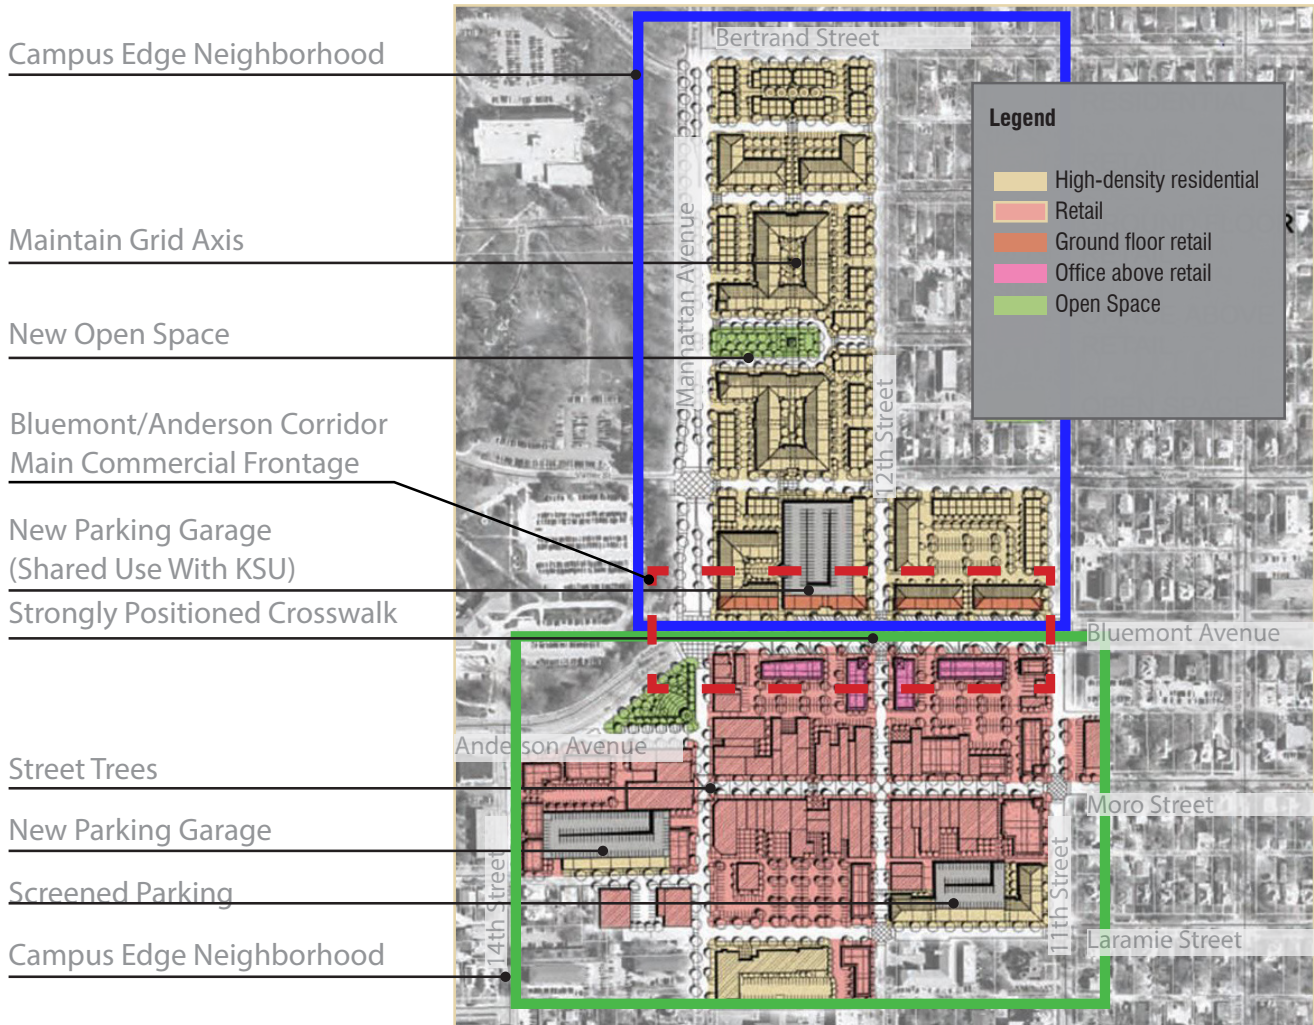 Campus Edge Neighborhood
Maintain Grid Axis
New Open Space
Bluemont/Anderson Corridor
Main Commercial Frontage
New Parking Garage
(Shared Use With KSU)
Strongly Positioned Crosswalk
Street Trees
New Parking Garage
Screened Parking
Campus Edge Neighborhood
Bertrand Street
Manhattan Avenue
12th Street
Bluemont Avenue
Anderson Avenue
Moro Street
14th Street
11th Street
Laramie Street
Legend
High-density residential
Retail
Ground floor retail
Office above retail
Open Space